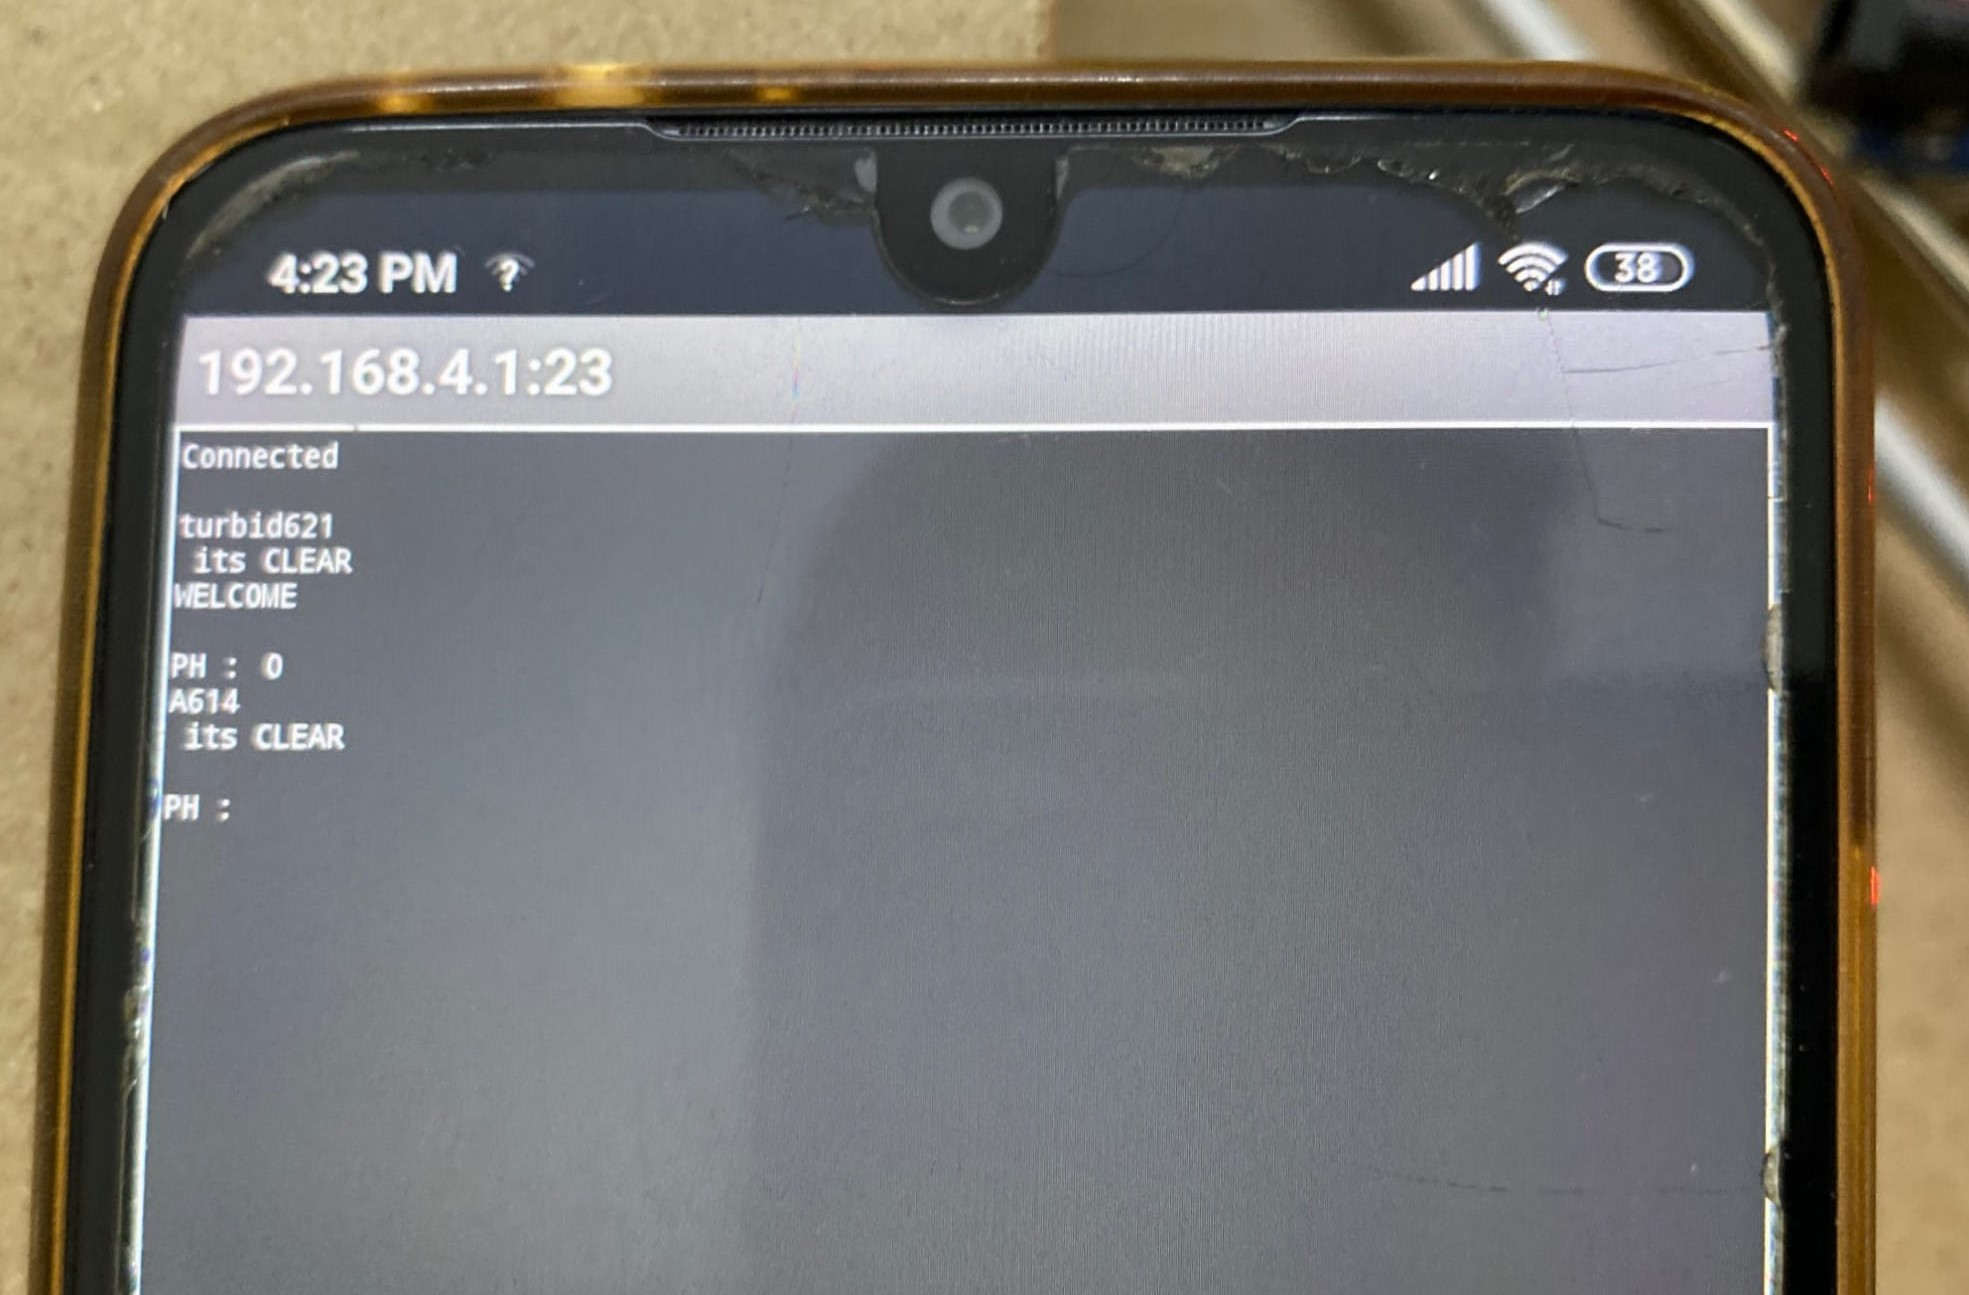 4:23 PM ?
38
192.168.4.1:23
Connected
turbid621
its CLEAR
WELCOME
PH : 0
A614
its CLEAR
PH :